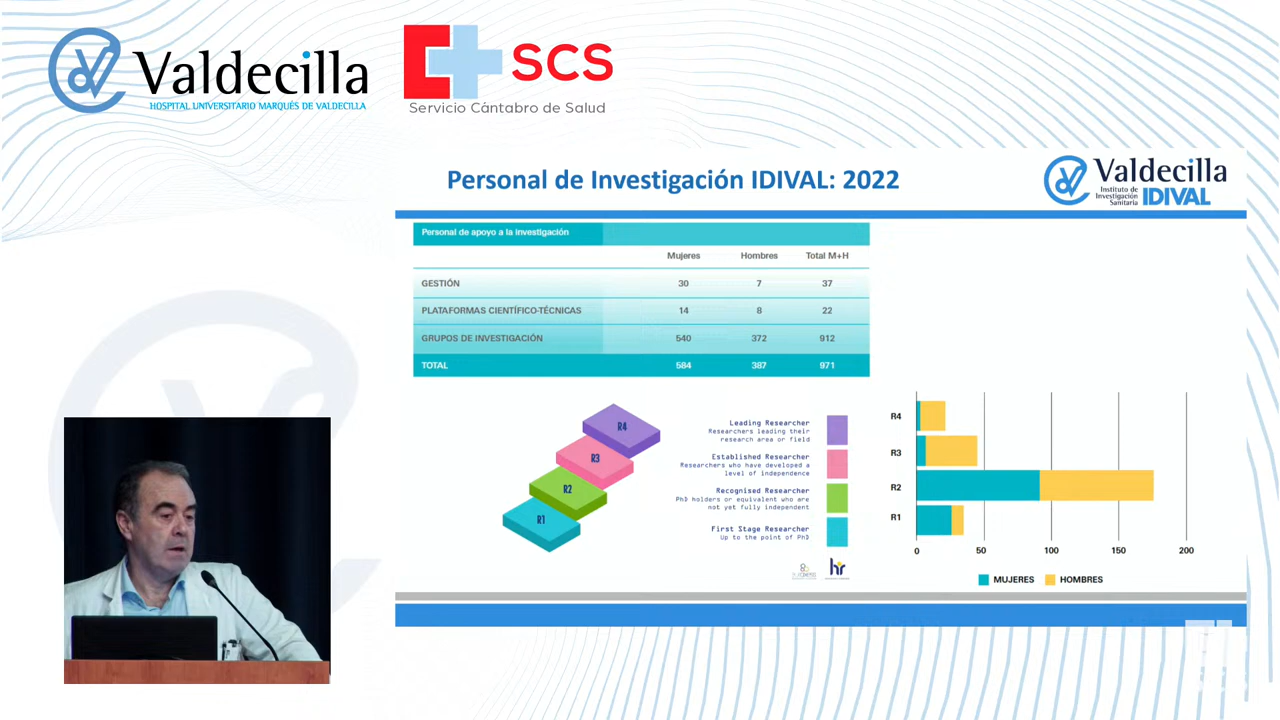 Valdecilla
HOSPITAL UNIVERSITARIO MARQUÉS DE VALDECILLA
SCS
Servicio Cántabro de Salud
Personal de Investigación IDIVAL: 2022
Valdecilla
Instituto de
Investigación
Sanitaria
IDIVAL
Personal de apoyo a la investigación
Mujeres Hombres Total M+H
GESTIÓN 30 7 37
PLATAFORMAS CIENTÍFICO-TÉCNICAS 14 8 22
GRUPOS DE INVESTIGACIÓN 540 372 912
TOTAL 584 387 971
R4
R3
R2
R1
Leading Researcher
Researchers leading their
research area or field
Established Researcher
Researchers who have developed a
level of independence
Recognised Researcher
PhD holders or equivalent who are
not yet fully independent
First Stage Researcher
Up to the point of PhD
hr
R4
R3
R2
R1
0 50 100 150 200
MUJERES HOMBRES